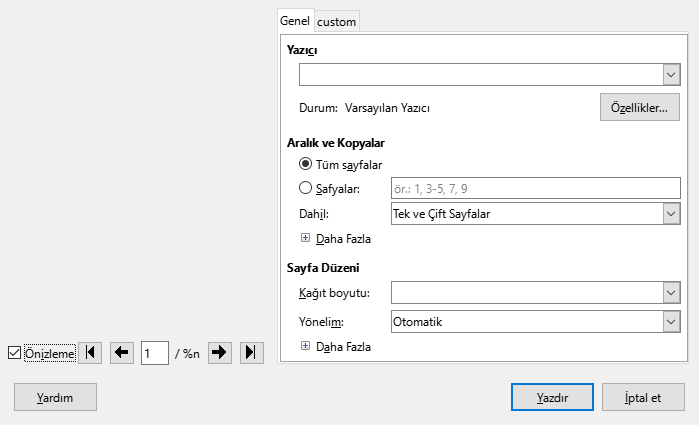 Genel custom
Yazıcı
Durum: Varsayılan Yazıcı Özellikler...
Aralık ve Kopyalar
Tüm sayfalar
Safyalar: ör.: 1, 3-5, 7, 9
Dahil: Tek ve Çift Sayfalar
Daha Fazla
Sayfa Düzeni
Kağıt boyutu:
Yönelim: Otomatik
Daha Fazla
Önizleme 1 / %n
Yardım Yazdır İptal et